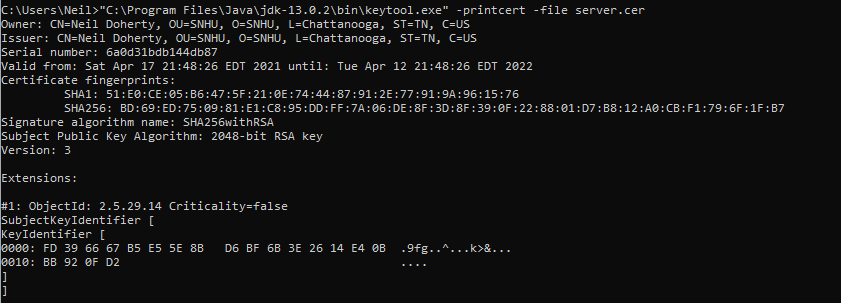 C:\Users\Neil>"C:\Program Files\Java\jdk-13.0.2\bin\keytool.exe" -printcert -file server.cer
Owner: CN=Neil Doherty, OU=SNHU, O=SNHU, L=Chattanooga, ST=TN, C=US
Issuer: CN=Neil Doherty, OU=SNHU, O=SNHU, L=Chattanooga, ST=TN, C=US
Serial number: 6a0d31bdb144db87
Valid from: Sat Apr 17 21:48:26 EDT 2021 until: Tue Apr 12 21:48:26 EDT 2022
Certificate fingerprints:
         SHA1: 51:E0:CE:05:B6:47:5F:21:0E:74:44:87:91:2E:77:91:9A:96:15:76
         SHA256: BD:69:ED:75:09:81:E1:C8:95:DD:FF:7A:06:DE:8F:3D:8F:39:0F:22:88:01:D7:B8:12:A0:CB:F1:79:6F:1F:B7
Signature algorithm name: SHA256withRSA
Subject Public Key Algorithm: 2048-bit RSA key
Version: 3
Extensions:
#1: ObjectId: 2.5.29.14 Criticality=false
SubjectKeyIdentifier [
KeyIdentifier [
0000: FD 39 66 67 B5 E5 5E 8B   D6 BF 6B 3E 26 14 E4 0B  .9fg..^...k>&...
0010: BB 92 0F D2                                        ....
]
]